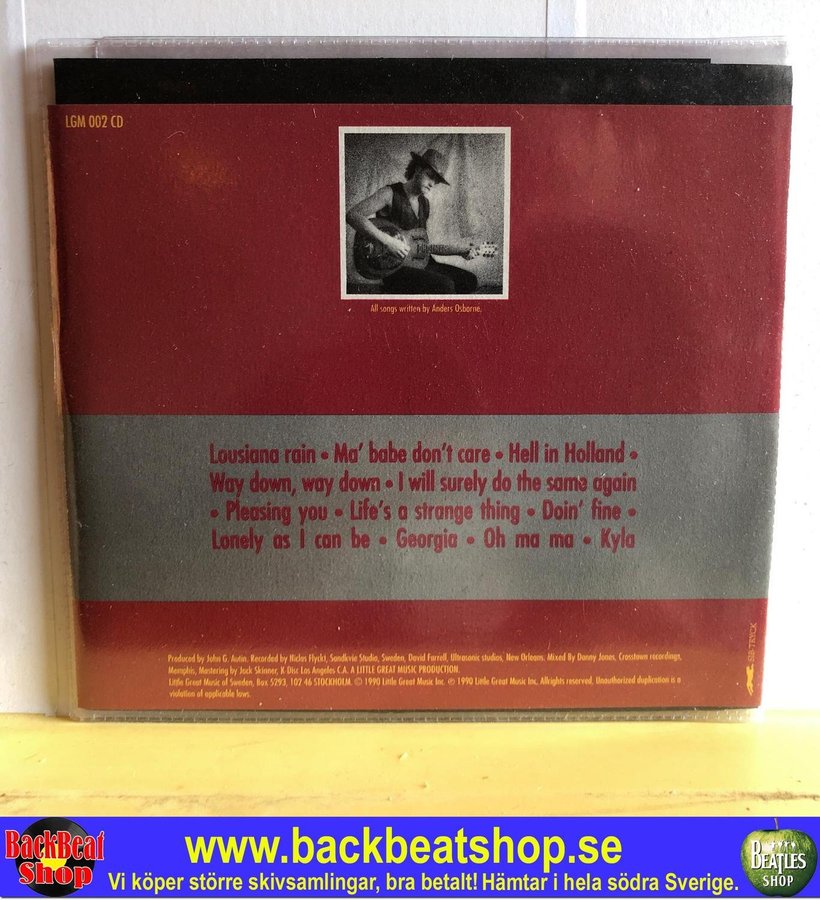 LGM 002 CD
All songs written by Anders Osborne.
Lousiana rain • Ma' babe don't care • Hell in Holland •
Way down, way down • I will surely do the same again
• Pleasing you • Life's a strange thing • Doin' fine •
Lonely as I can be • Georgia • Oh ma ma • Kyla
Produced by John G. Autin. Recorded by Niclas Flyckt, Sandkvie Studio, Sweden, David Farrell, Ultrasonic studios, New Orleans. Mixed By Danny Jones, Crosstown recordings,
Memphis, Mastering by Jack Skinner, K Disc Los Angeles C.A. A LITTLE GREAT MUSIC PRODUCTION.
Little Great Music of Sweden, Box 5293, 102 46 STOCKHOLM. © 1990 Little Great Music Inc. ℗ 1990 Little Great Music Inc. Allrights reserved. Unauthorized duplication is a
violation of applicable laws.
SIB-TRYCK
BackBeat
Shop
www.backbeatshop.se
Vi köper större skivsamlingar, bra betalt! Hämtar i hela södra Sverige.
BEATLES
SHOP